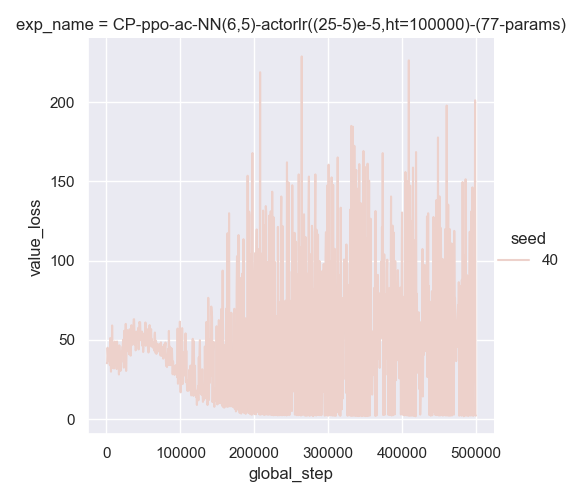 exp_name = CP-ppo-ac-NN(6,5)-actorlr((25-5)e-5,ht=100000)-(77-params)
value_loss
200
150
100
50
0
0 100000 200000 300000 400000 500000
global_step
seed
40